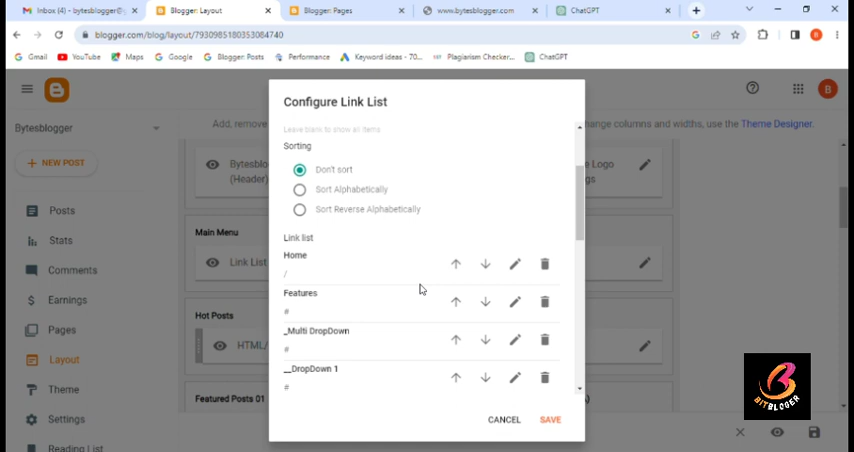 Inbox (4) - bytesblogger@g
Blogger: Layout
Blogger: Pages
www.bytesblogger.com
ChatGPT
blogger.com/blog/layout/7930985180353084740
Gmail
YouTube
Maps
Google
Blogger: Posts
Performance
Keyword ideas - 70...
Plagiarism Checker...
ChatGPT
B
Bytesblogger
Add, remove
change columns and widths, use the Theme Designer.
NEW POST
Posts
Stats
Comments
Earnings
Pages
Layout
Theme
Settings
Reading List
Bytesblo
(Header)
e Logo
gs
Main Menu
Link List
Hot Posts
HTML/
Featured Posts 01
Configure Link List
Leave blank to show all items
Sorting
Don't sort
Sort Alphabetically
Sort Reverse Alphabetically
Link list
Home
/
Features
#
_Multi DropDown
#
__DropDown 1
#
CANCEL
SAVE
BITBLOGER